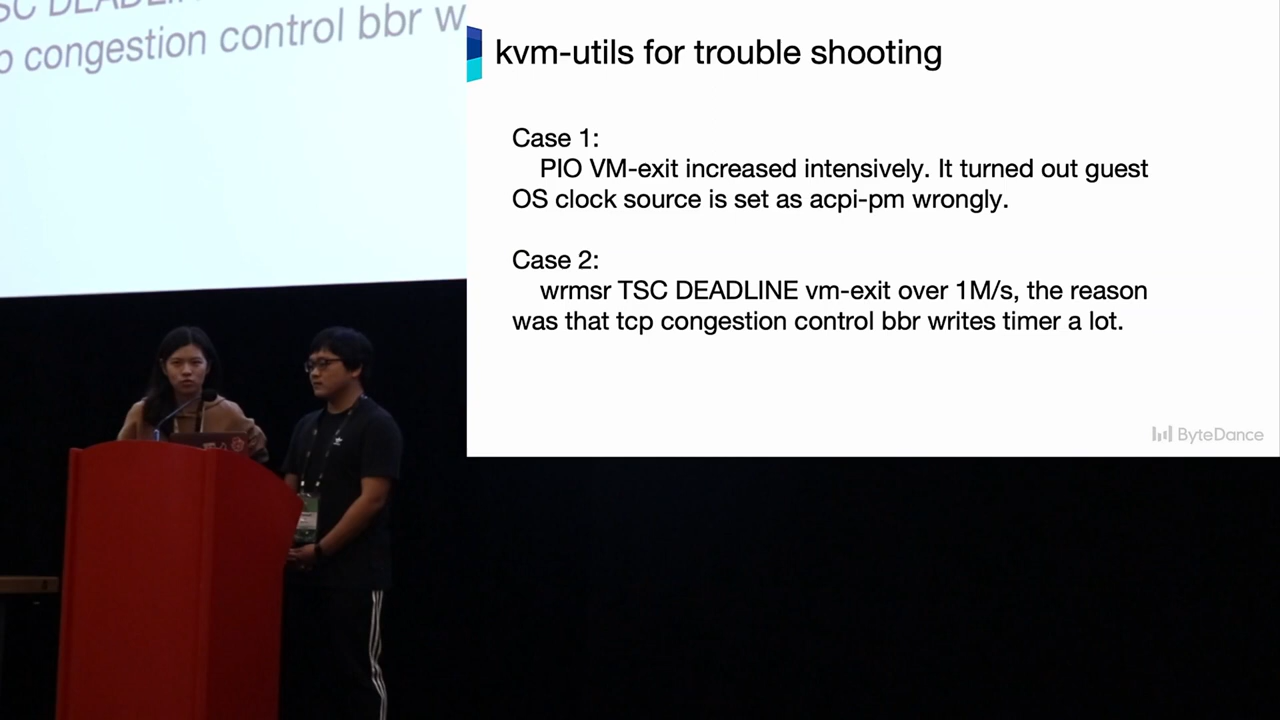 SC DEADLIN
p congestion control bbr w
kvm-utils for trouble shooting
Case 1:
PIO VM-exit increased intensively. It turned out guest
OS clock source is set as acpi-pm wrongly.
Case 2:
wrmsr TSC DEADLINE vm-exit over 1M/s, the reason
was that tcp congestion control bbr writes timer a lot.
ByteDance